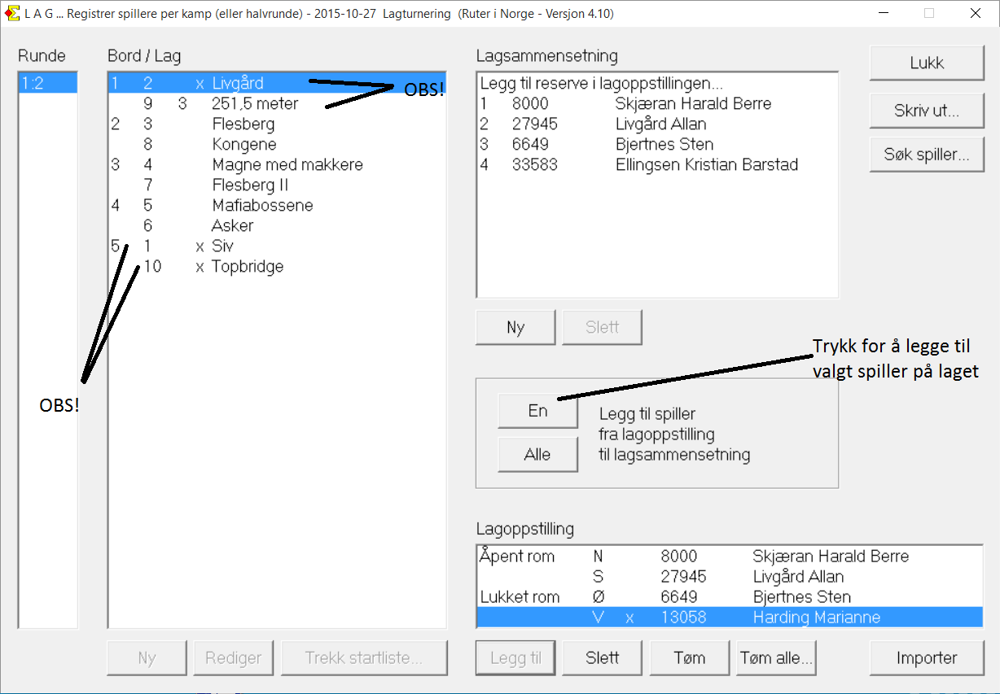 L A G ... Registrer spillere per kamp (eller halvrunde) - 2015-10-27 Lagturnering (Ruter i Norge - Versjon 4.10)
Runde
1:2
Bord / Lag
1 2 x Livgård
9 3 251,5 meter
2 3 Flesberg
8 Kongene
3 4 Magne med makkere
7 Flesberg II
4 5 Mafiabossene
6 Asker
5 1 x Siv
10 x Topbridge
OBS!
OBS!
Ny
Rediger
Trekk startliste...
Lagsammensetning
Legg til reserve i lagoppstillingen...
1 8000 Skjæran Harald Berre
2 27945 Livgård Allan
3 6649 Bjertnes Sten
4 33583 Ellingsen Kristian Barstad
Ny
Slett
Lukk
Skriv ut...
Søk spiller...
Trykk for å legge til
valgt spiller på laget
En
Alle
Legg til spiller
fra lagoppstilling
til lagsammensetning
Lagoppstilling
Åpent rom N 8000 Skjæran Harald Berre
S 27945 Livgård Allan
Lukket rom Ø 6649 Bjertnes Sten
V x 13058 Harding Marianne
Legg til
Slett
Tøm
Tøm alle...
Importer